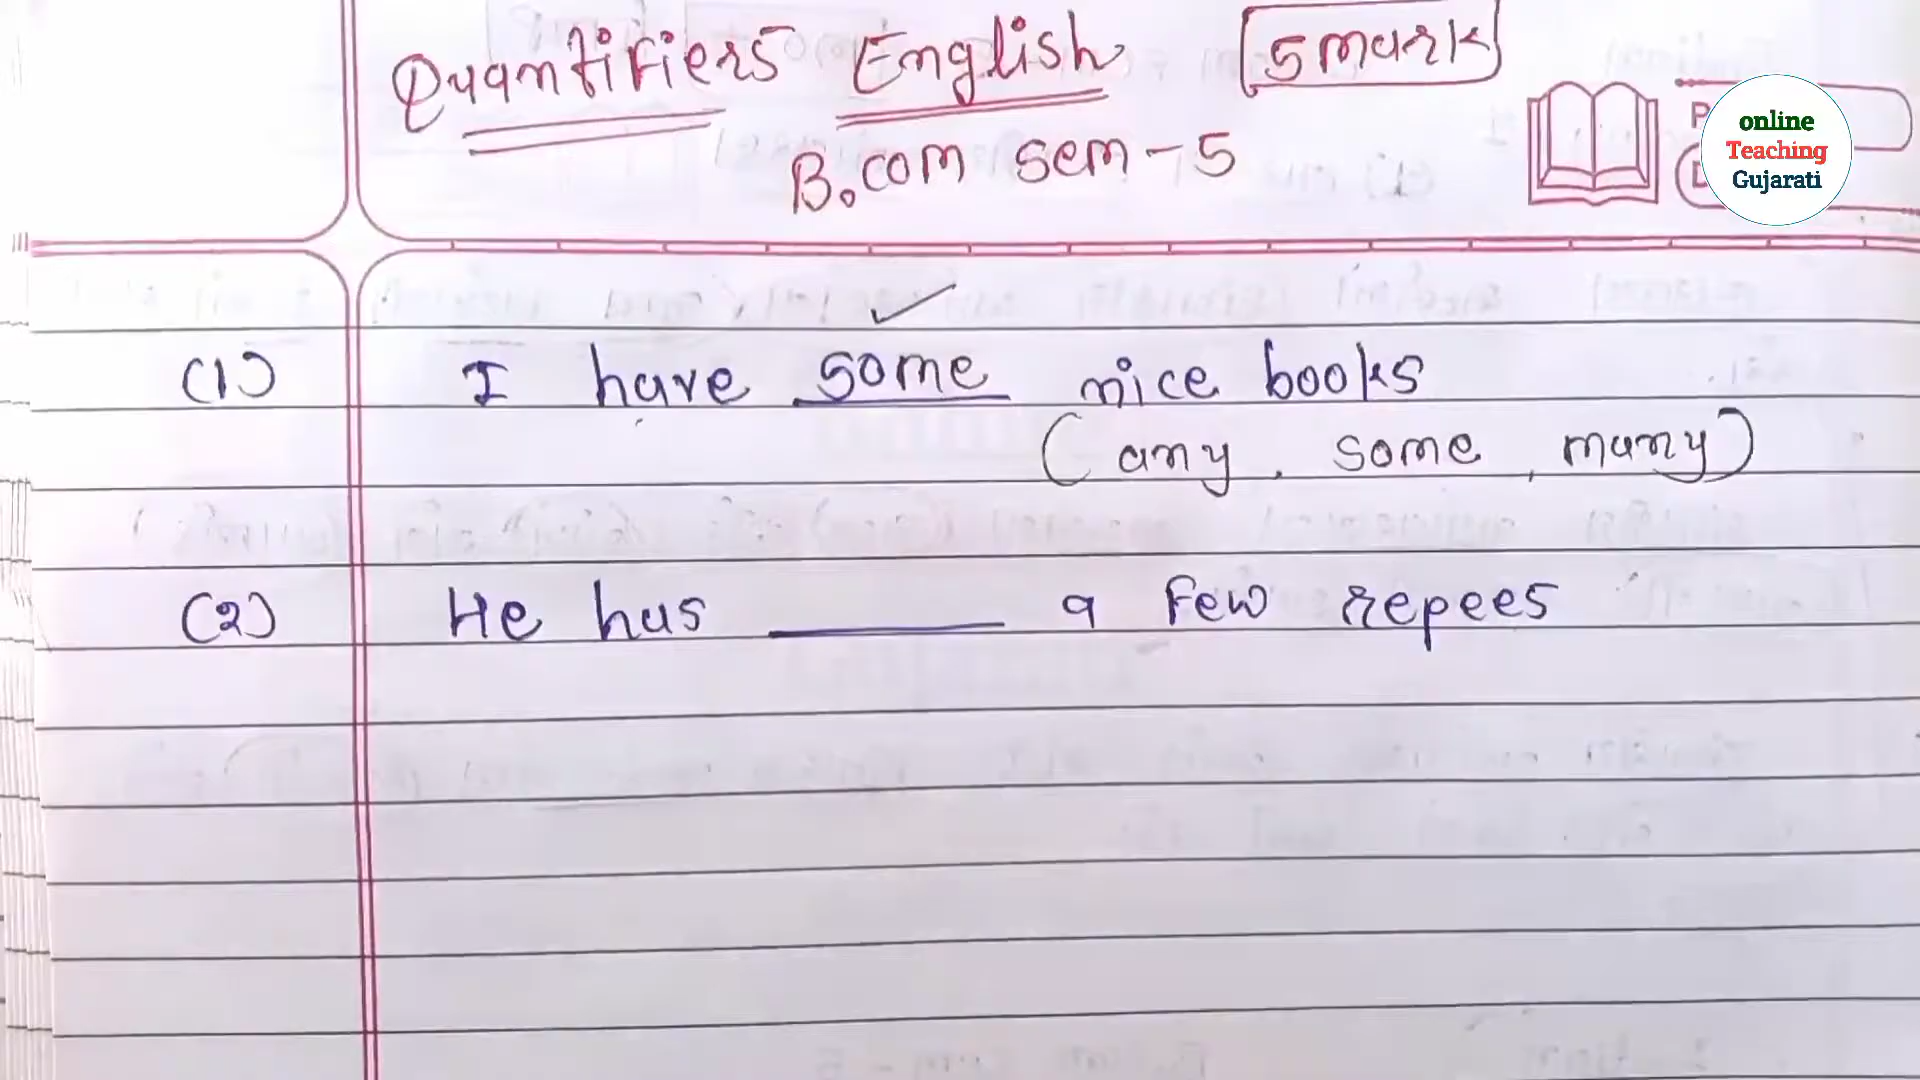 Quantifiers English [5 mark]
B.com sem-5
online
Teaching
Gujarati
(1) I have some nice books
(any, some, many)
(2) He has ______ a few repees